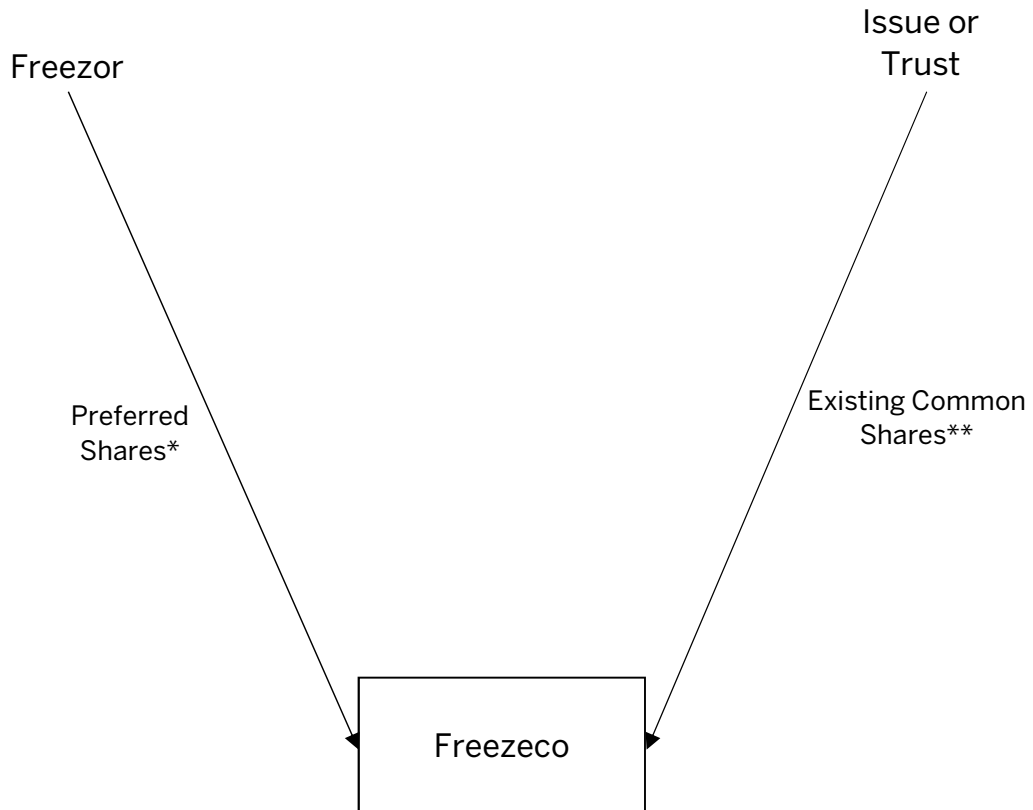 Issue or
Trust
Freezor
Preferred
Shares*
Existing Common
Shares**
Freezeco